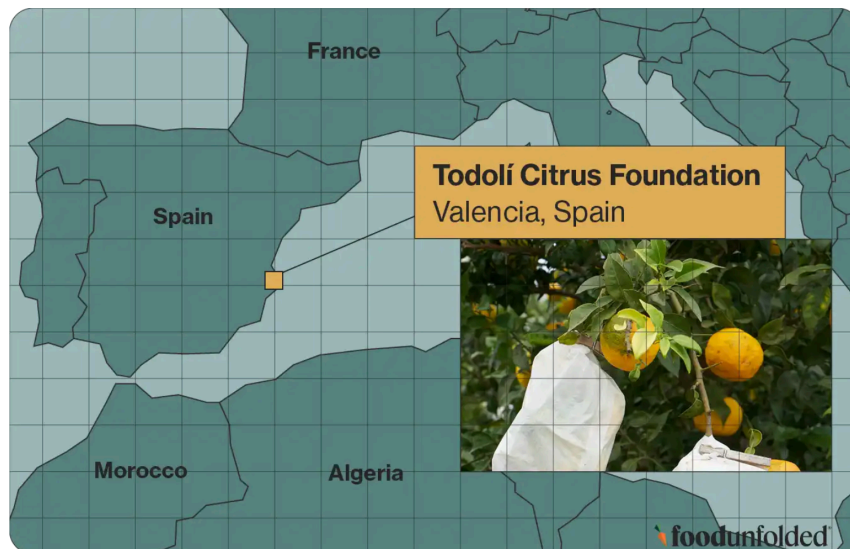 France
Todolí Citrus Foundation
Valencia, Spain
Spain
Morocco
Algeria
foodunfolded